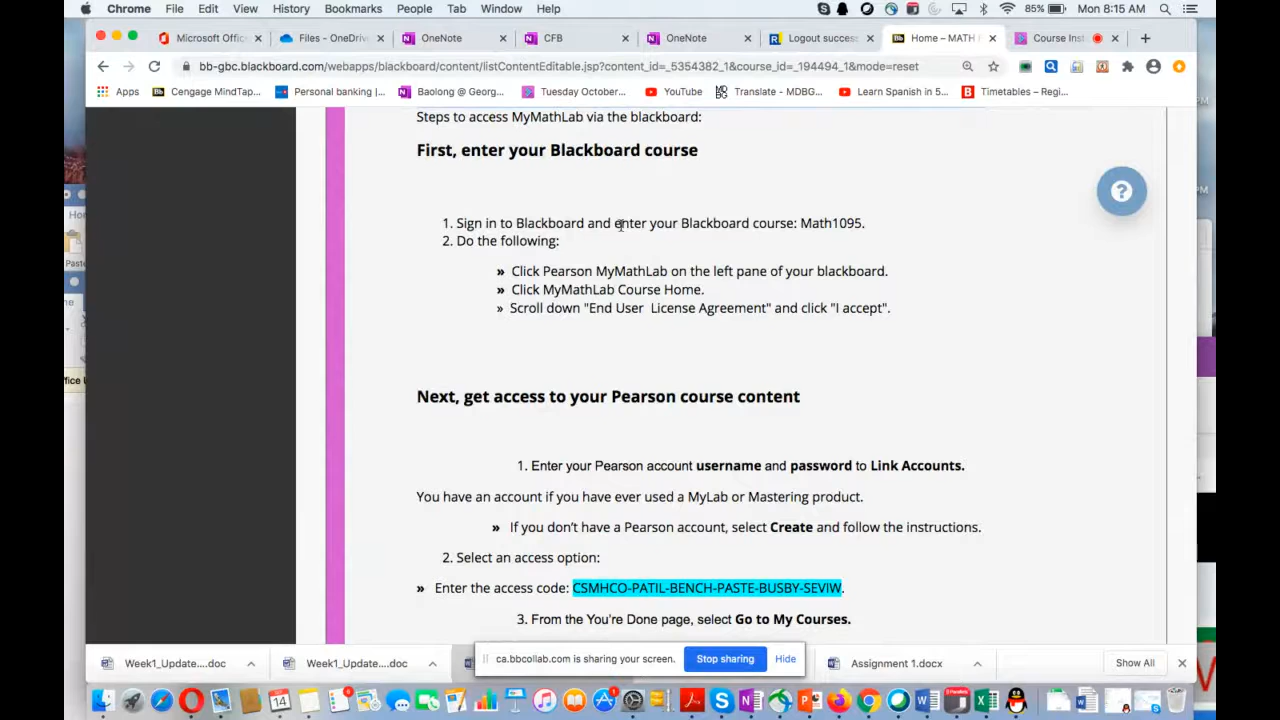 Chrome File Edit View History Bookmarks People Tab Window Help 85% Mon 8:15 AM
Microsoft Offic Files - OneDriv OneNote CFB OneNote Logout succes Home – MATH Course Inst
bb-gbc.blackboard.com/webapps/blackboard/content/listContentEditable.jsp?content_id=_5354382_1&course_id=_194494_1&mode=reset
Apps Cengage MindTap... Personal banking |... Baolong @ Georg... Tuesday October... YouTube Translate - MDBG... Learn Spanish in 5... Timetables – Regi...
Steps to access MyMathLab via the blackboard:
First, enter your Blackboard course
1. Sign in to Blackboard and enter your Blackboard course: Math1095.
2. Do the following:
» Click Pearson MyMathLab on the left pane of your blackboard.
» Click MyMathLab Course Home.
» Scroll down "End User License Agreement" and click "I accept".
Next, get access to your Pearson course content
1. Enter your Pearson account username and password to Link Accounts.
You have an account if you have ever used a MyLab or Mastering product.
» If you don't have a Pearson account, select Create and follow the instructions.
2. Select an access option:
» Enter the access code: CSMHCO-PATIL-BENCH-PASTE-BUSBY-SEVIW.
3. From the You're Done page, select Go to My Courses.
ca.bbcollab.com is sharing your screen. Stop sharing Hide
Week1_Update....doc Week1_Update....doc Assignment 1.docx Show All
Paste